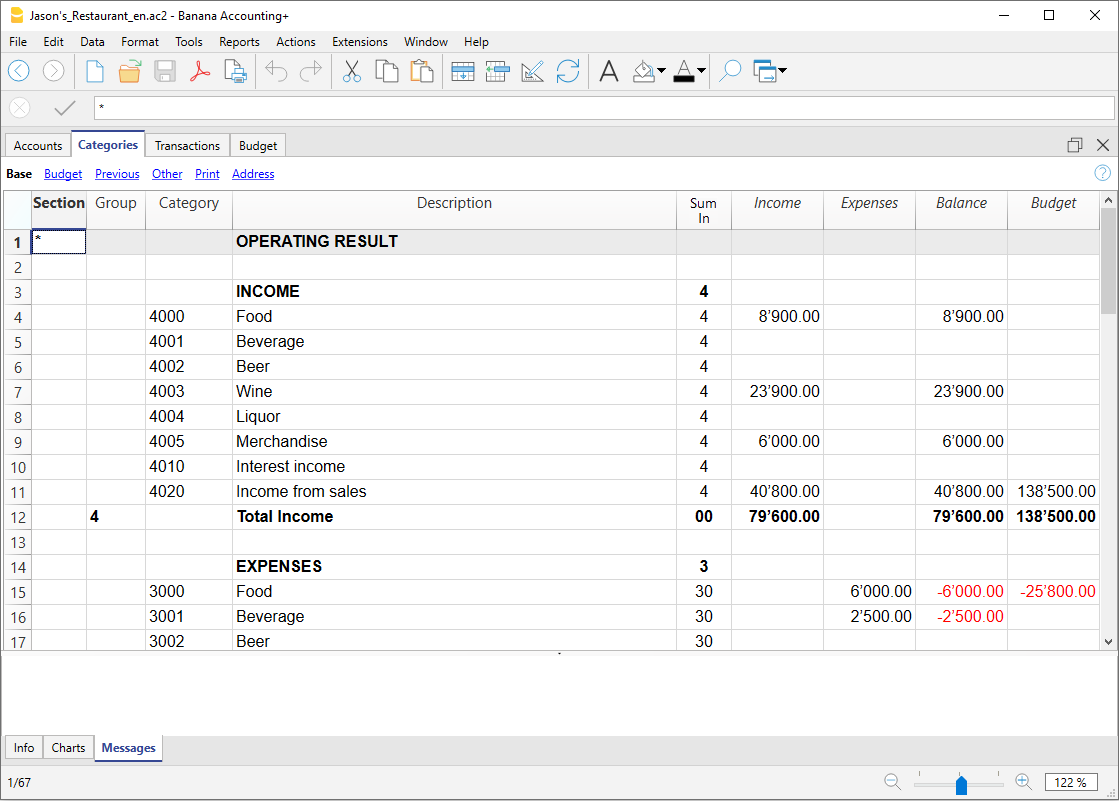 Jason's_Restaurant_en.ac2 - Banana Accounting+
File Edit Data Format Tools Reports Actions Extensions Window Help
*
Accounts Categories Transactions Budget
Base Budget Previous Other Print Address
?
Section Group Category Description Sum In Income Expenses Balance Budget
1 * OPERATING RESULT
2
3 INCOME 4
4 4000 Food 4 8’900.00 8’900.00
5 4001 Beverage 4
6 4002 Beer 4
7 4003 Wine 4 23’900.00 23’900.00
8 4004 Liquor 4
9 4005 Merchandise 4 6’000.00 6’000.00
10 4010 Interest income 4
11 4020 Income from sales 4 40’800.00 40’800.00 138’500.00
12 4 Total Income 00 79’600.00 79’600.00 138’500.00
13
14 EXPENSES 3
15 3000 Food 30 6’000.00 -6’000.00 -25’800.00
16 3001 Beverage 30 2’500.00 -2’500.00
17 3002 Beer 30
Info Charts Messages
1/67 122 %